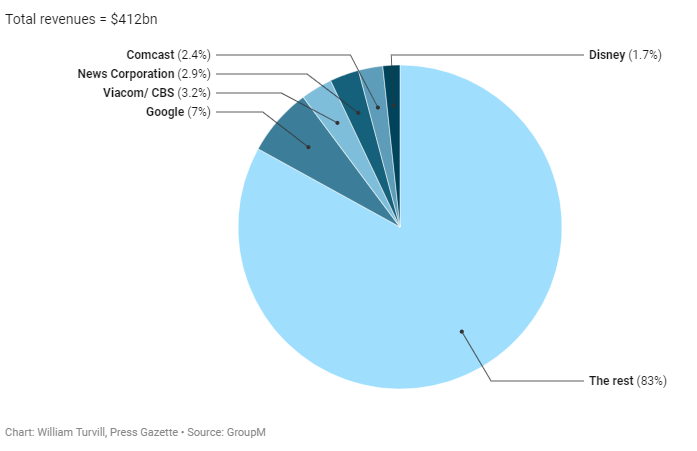 Total revenues = $412bn
Comcast (2.4%)
Disney (1.7%)
News Corporation (2.9%)
Viacom/ CBS (3.2%)
Google (7%)
The rest (83%)
Chart: William Turvill, Press Gazette • Source: GroupM